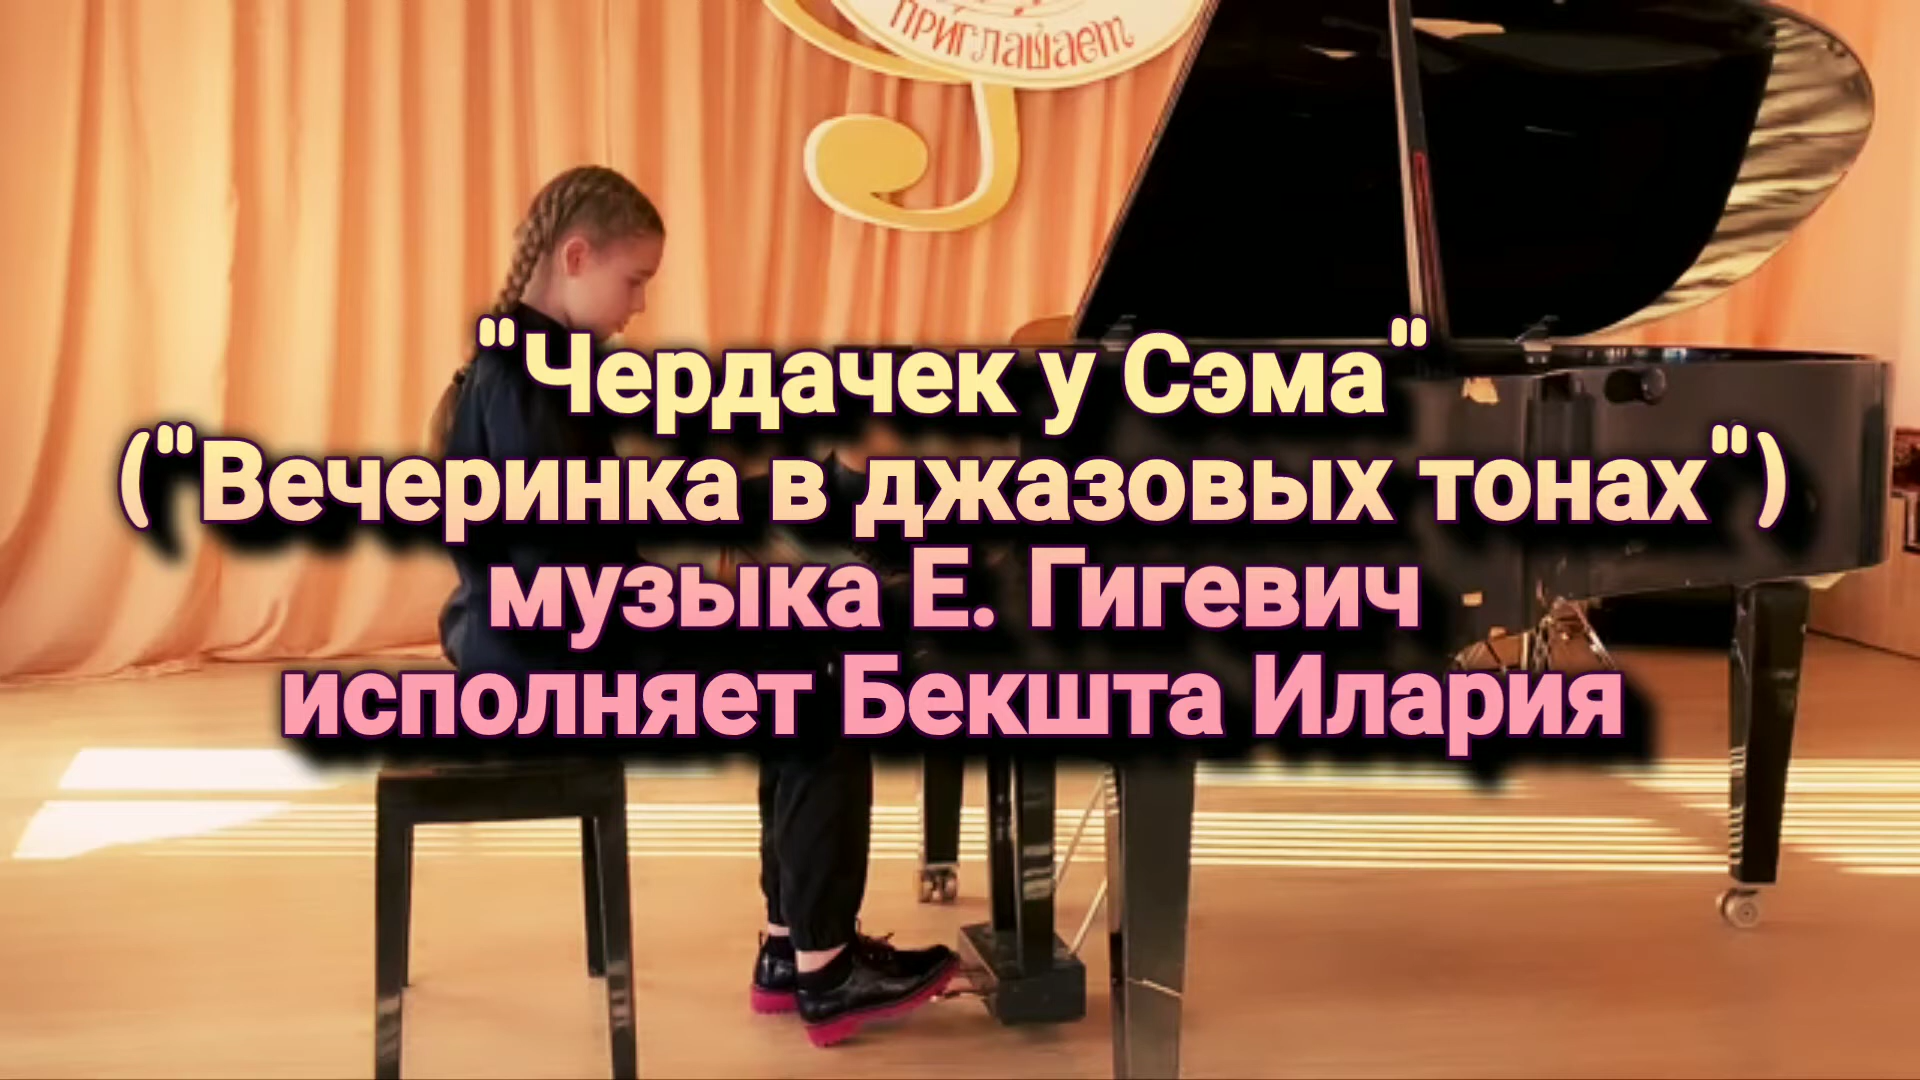 приглашает
"Чердачек у Сэма"
("Вечеринка в джазовых тонах")
музыка Е. Гигевич
исполняет Бекшта Илария